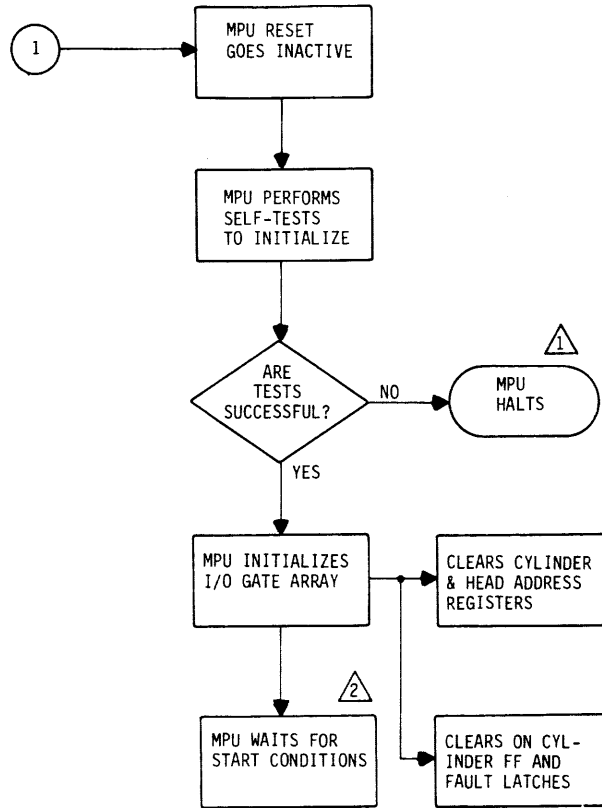 1
MPU RESET
GOES INACTIVE
MPU PERFORMS
SELF-TESTS
TO INITIALIZE
ARE
TESTS
SUCCESSFUL?
NO
1
MPU
HALTS
YES
MPU INITIALIZES
I/O GATE ARRAY
CLEARS CYLINDER
& HEAD ADDRESS
REGISTERS
2
MPU WAITS FOR
START CONDITIONS
CLEARS ON CYL-
INDER FF AND
FAULT LATCHES